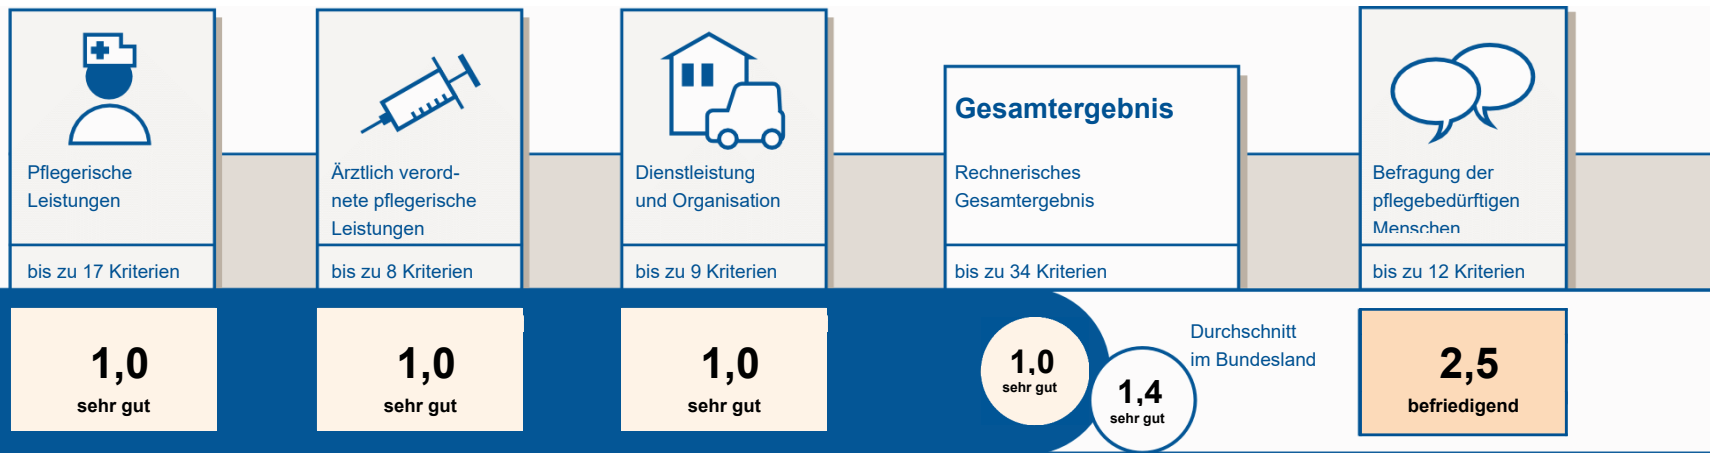 Pflegerische
Leistungen
bis zu 17 Kriterien
1,0
sehr gut
Ärztlich verord-
nete pflegerische
Leistungen
bis zu 8 Kriterien
1,0
sehr gut
Dienstleistung
und Organisation
bis zu 9 Kriterien
1,0
sehr gut
Gesamtergebnis
Rechnerisches
Gesamtergebnis
bis zu 34 Kriterien
1,0
sehr gut
1,4
sehr gut
Durchschnitt
im Bundesland
Befragung der
pflegebedürftigen
Menschen
bis zu 12 Kriterien
2,5
befriedigend